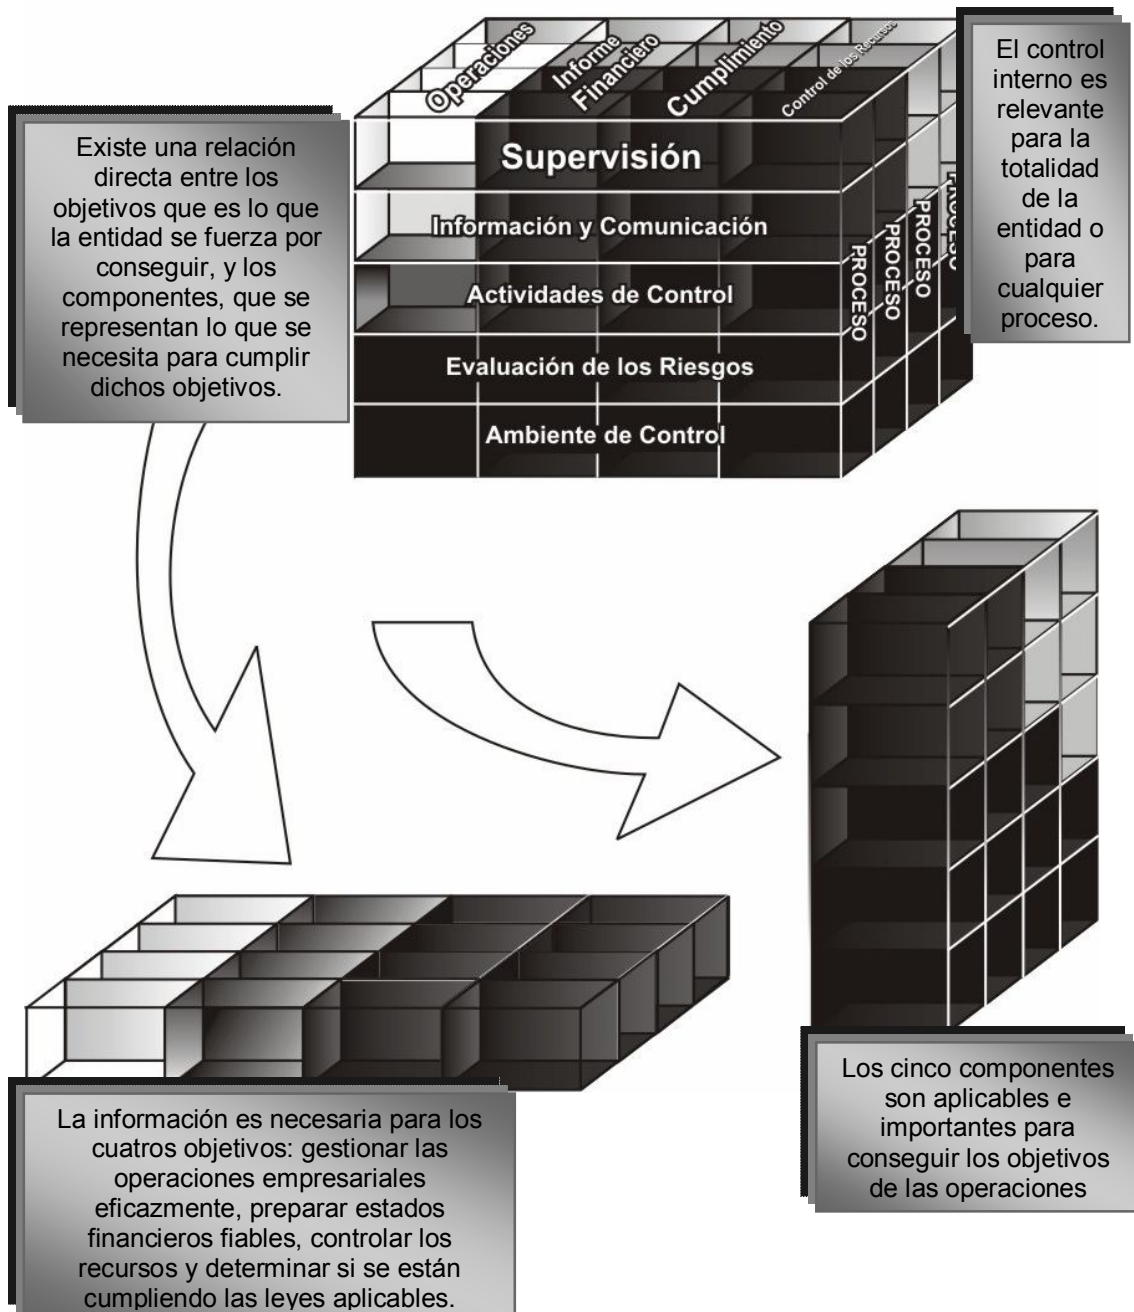 Operaciones
Informe
Financiero
Cumplimiento
Control de los Recursos
Supervisión
Información y Comunicación
Actividades de Control
Evaluación de los Riesgos
Ambiente de Control
PROCESO
PROCESO
PROCESO
PROCESO
Existe una relación
directa entre los
objetivos que es lo que
la entidad se fuerza por
conseguir, y los
componentes, que se
representan lo que se
necesita para cumplir
dichos objetivos.
El control
interno es
relevante
para la
totalidad
de la
entidad o
para
cualquier
proceso.
La información es necesaria para los
cuatros objetivos: gestionar las
operaciones empresariales
eficazmente, preparar estados
financieros fiables, controlar los
recursos y determinar si se están
cumpliendo las leyes aplicables.
Los cinco componentes
son aplicables e
importantes para
conseguir los objetivos
de las operaciones